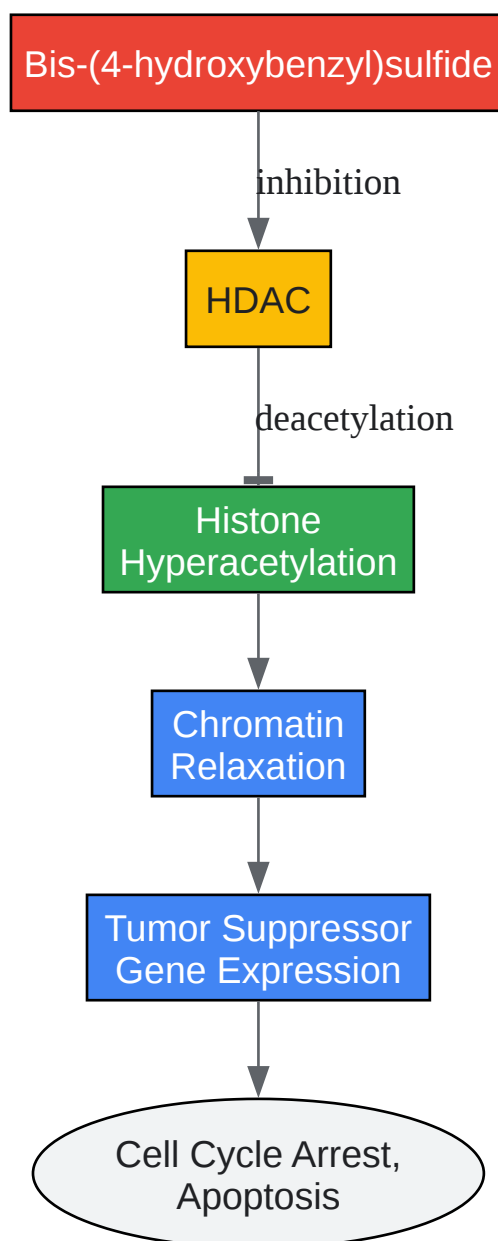 Bis-(4-hydroxybenzyl)sulfide
inhibition
HDAC
deacetylation
Histone
Hyperacetylation
Chromatin
Relaxation
Tumor Suppressor
Gene Expression
Cell Cycle Arrest,
Apoptosis